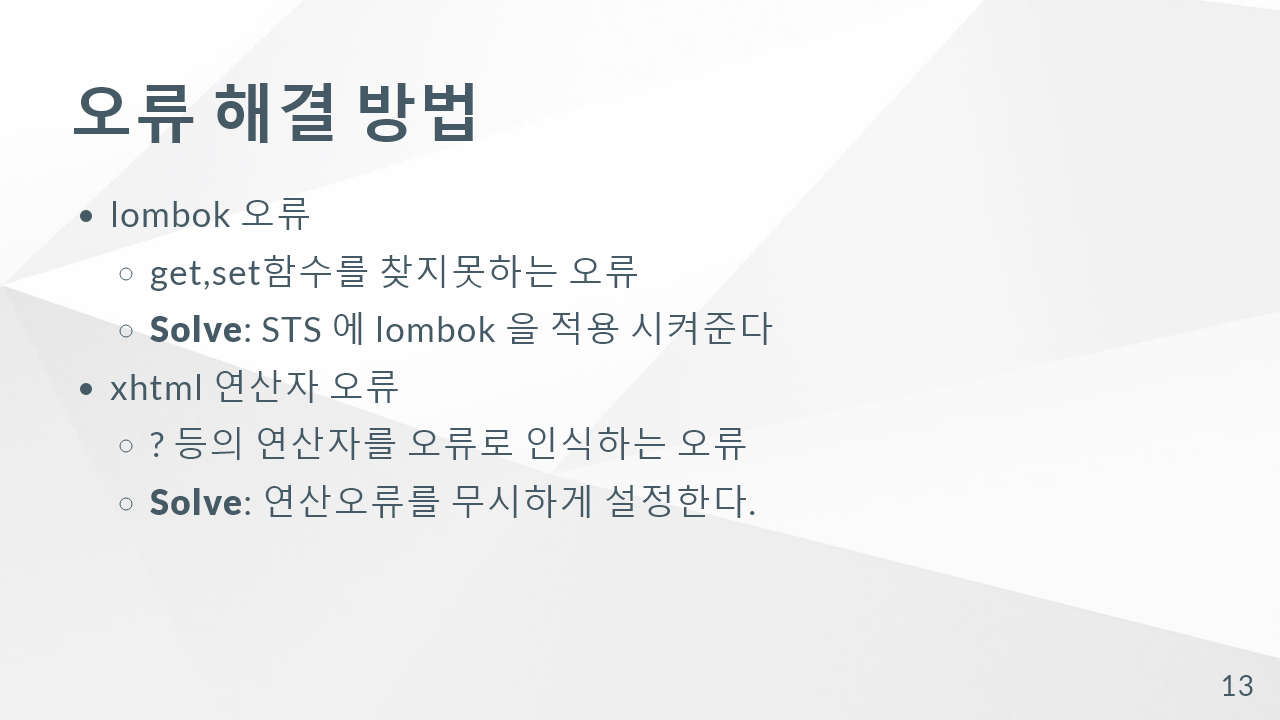 오류 해결 방법
• lombok 오류
○ get,set함수를 찾지못하는 오류
○ Solve: STS 에 lombok 을 적용 시켜준다
• xhtml 연산자 오류
○ ? 등의 연산자를 오류로 인식하는 오류
○ Solve: 연산오류를 무시하게 설정한다.
13